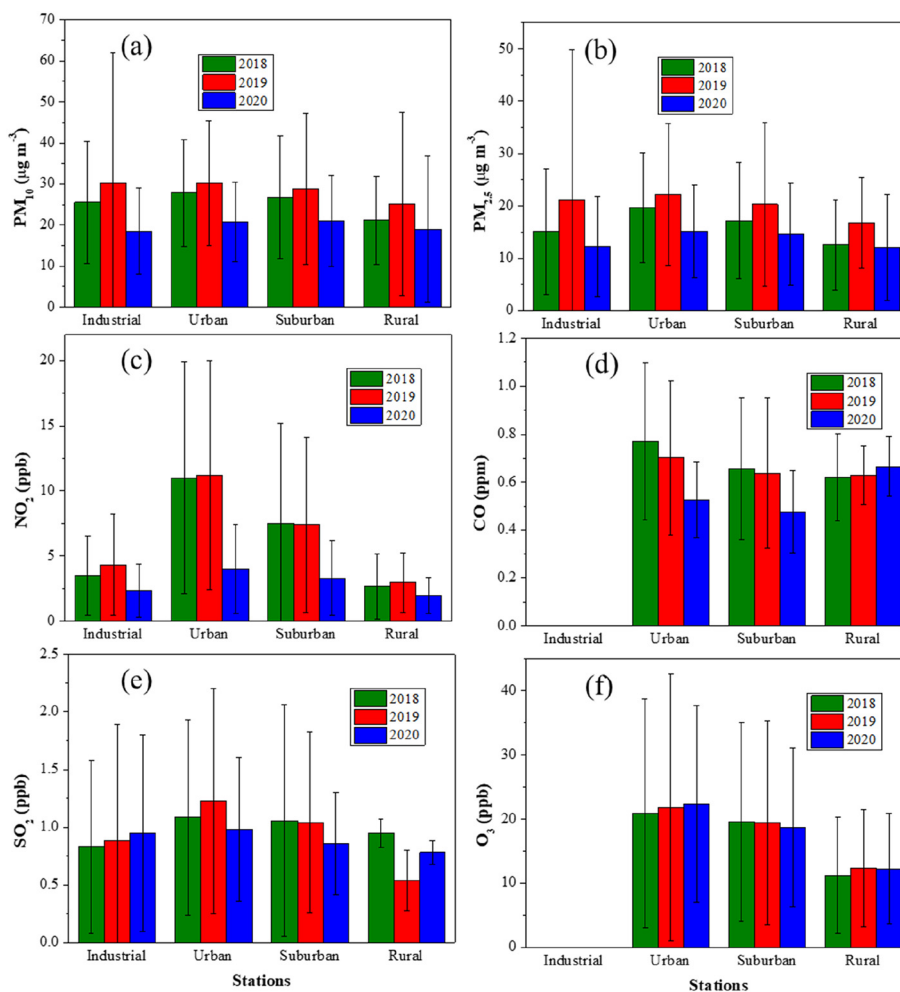 (a)
2018
2019
2020
PM10 (µg m-3)
70
60
50
40
30
20
10
0
Industrial Urban Suburban Rural
(b)
2018
2019
2020
PM2.5 (µg m-3)
50
40
30
20
10
0
Industrial Urban Suburban Rural
(c)
2018
2019
2020
NO2 (ppb)
20
15
10
5
0
Industrial Urban Suburban Rural
(d)
2018
2019
2020
CO (ppm)
1.2
1.0
0.8
0.6
0.4
0.2
0.0
Industrial Urban Suburban Rural
(e)
2018
2019
2020
SO2 (ppb)
2.5
2.0
1.5
1.0
0.5
0.0
Industrial Urban Suburban Rural
Stations
(f)
2018
2019
2020
O3 (ppb)
40
30
20
10
0
Industrial Urban Suburban Rural
Stations